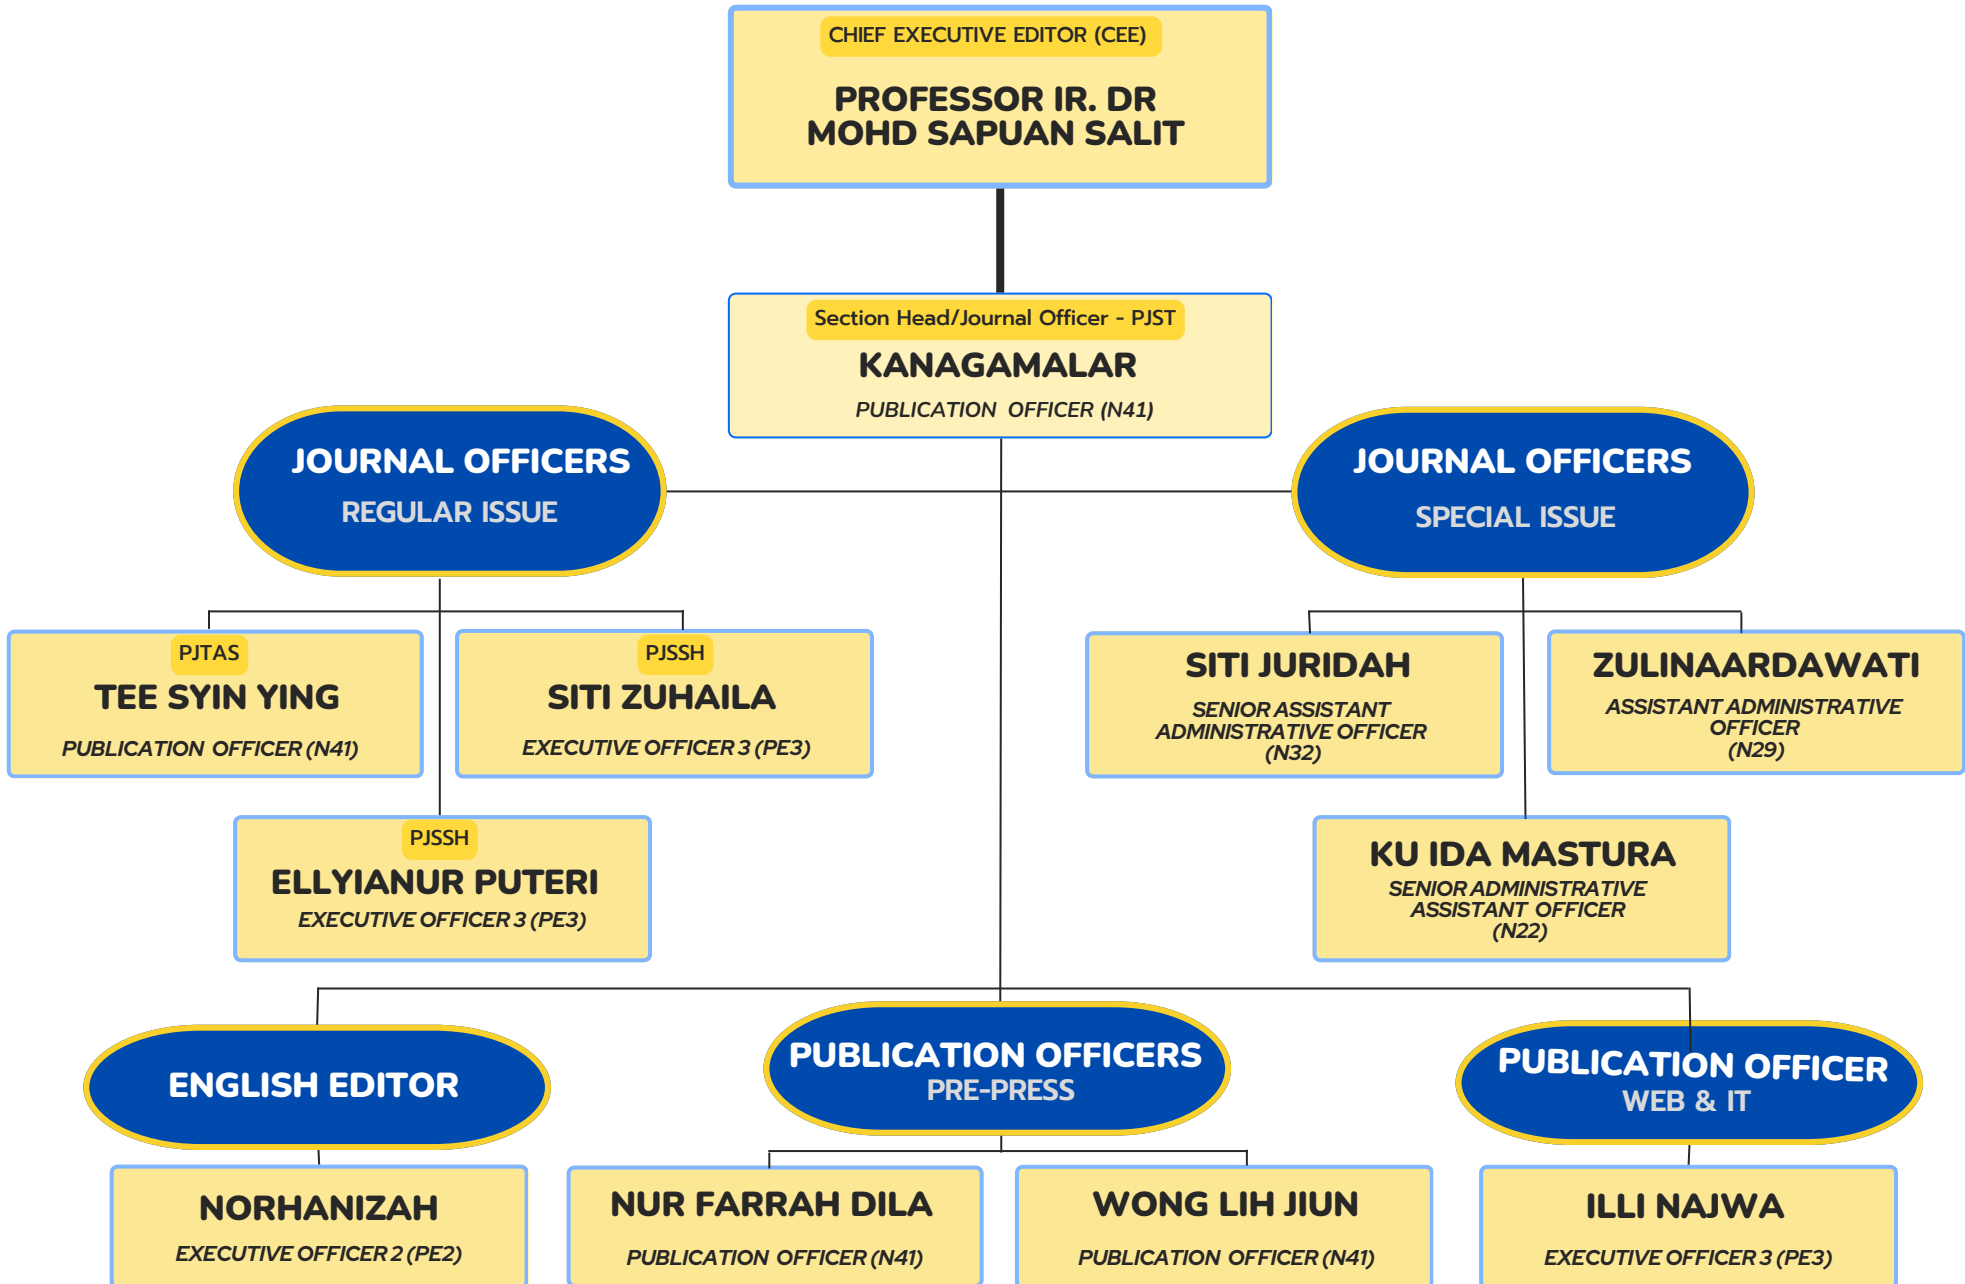 CHIEF EXECUTIVE EDITOR (CEE)
PROFESSOR IR. DR
MOHD SAPUAN SALIT
Section Head/Journal Officer - PJST
KANAGAMALAR
PUBLICATION OFFICER (N41)
JOURNAL OFFICERS
REGULAR ISSUE
JOURNAL OFFICERS
SPECIAL ISSUE
PJTAS
TEE SYIN YING
PUBLICATION OFFICER (N41)
PJSSH
SITI ZUHAILA
EXECUTIVE OFFICER 3 (PE3)
SITI JURIDAH
SENIOR ASSISTANT
ADMINISTRATIVE OFFICER
(N32)
ZULINAARDAWATI
ASSISTANT ADMINISTRATIVE
OFFICER
(N29)
PJSSH
ELLYIANUR PUTERI
EXECUTIVE OFFICER 3 (PE3)
KU IDA MASTURA
SENIOR ADMINISTRATIVE
ASSISTANT OFFICER
(N22)
ENGLISH EDITOR
PUBLICATION OFFICERS
PRE-PRESS
PUBLICATION OFFICER
WEB & IT
NORHANIZAH
EXECUTIVE OFFICER 2 (PE2)
NUR FARRAH DILA
PUBLICATION OFFICER (N41)
WONG LIH JIUN
PUBLICATION OFFICER (N41)
ILLI NAJWA
EXECUTIVE OFFICER 3 (PE3)